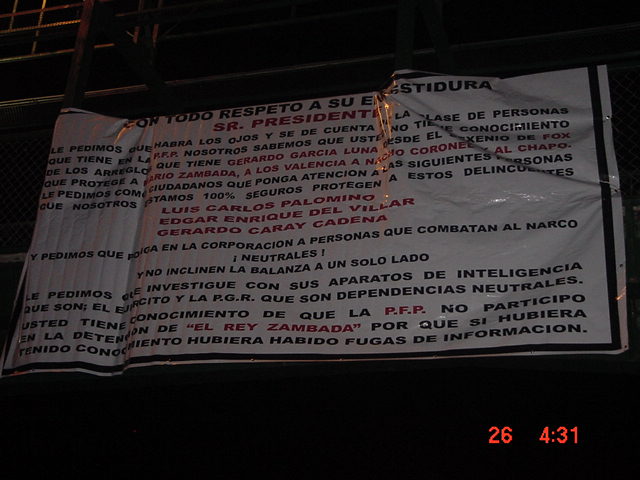 CON TODO RESPETO A SU ESTIDURA
SR. PRESIDENTE
LE PEDIMOS QUE HABRA LOS OJOS Y SE DE CUENTA LA CLASE DE PERSONAS
QUE TIENE EN LA P.F.P. NOSOTROS SABEMOS QUE USTED NO TIENE CONOCIMIENTO
DE LOS ARREGLOS QUE TIENE GERARDO GARCIA LUNA DESDE EL SEXENIO DE FOX
QUE PROTEGE A MARIO ZAMBADA, A LOS VALENCIA A NACHO CORONEL Y AL CHAPO.
LE PEDIMOS COMO CIUDADANOS QUE PONGA ATENCION A LAS SIGUIENTES PERSONAS
QUE NOSOTROS ESTAMOS 100% SEGUROS PROTEGEN A ESTOS DELINCUENTES
LUIS CARLOS PALOMINO
EDGAR ENRIQUE DEL VILLAR
GERARDO CARAY CADENA
Y PEDIMOS QUE PONGA EN LA CORPORACION A PERSONAS QUE COMBATAN AL NARCO
¡ NEUTRALES !
Y NO INCLINEN LA BALANZA A UN SOLO LADO
LE PEDIMOS QUE INVESTIGUE CON SUS APARATOS DE INTELIGENCIA
QUE SON; EL EJERCITO Y LA P.G.R. QUE SON DEPENDENCIAS NEUTRALES.
USTED TIENE CONOCIMIENTO DE QUE LA P.F.P. NO PARTICIPO
EN LA DETENCION DE "EL REY ZAMBADA" POR QUE SI HUBIERA
TENIDO CONOCIMIENTO HUBIERA HABIDO FUGAS DE INFORMACION.
26 4:31